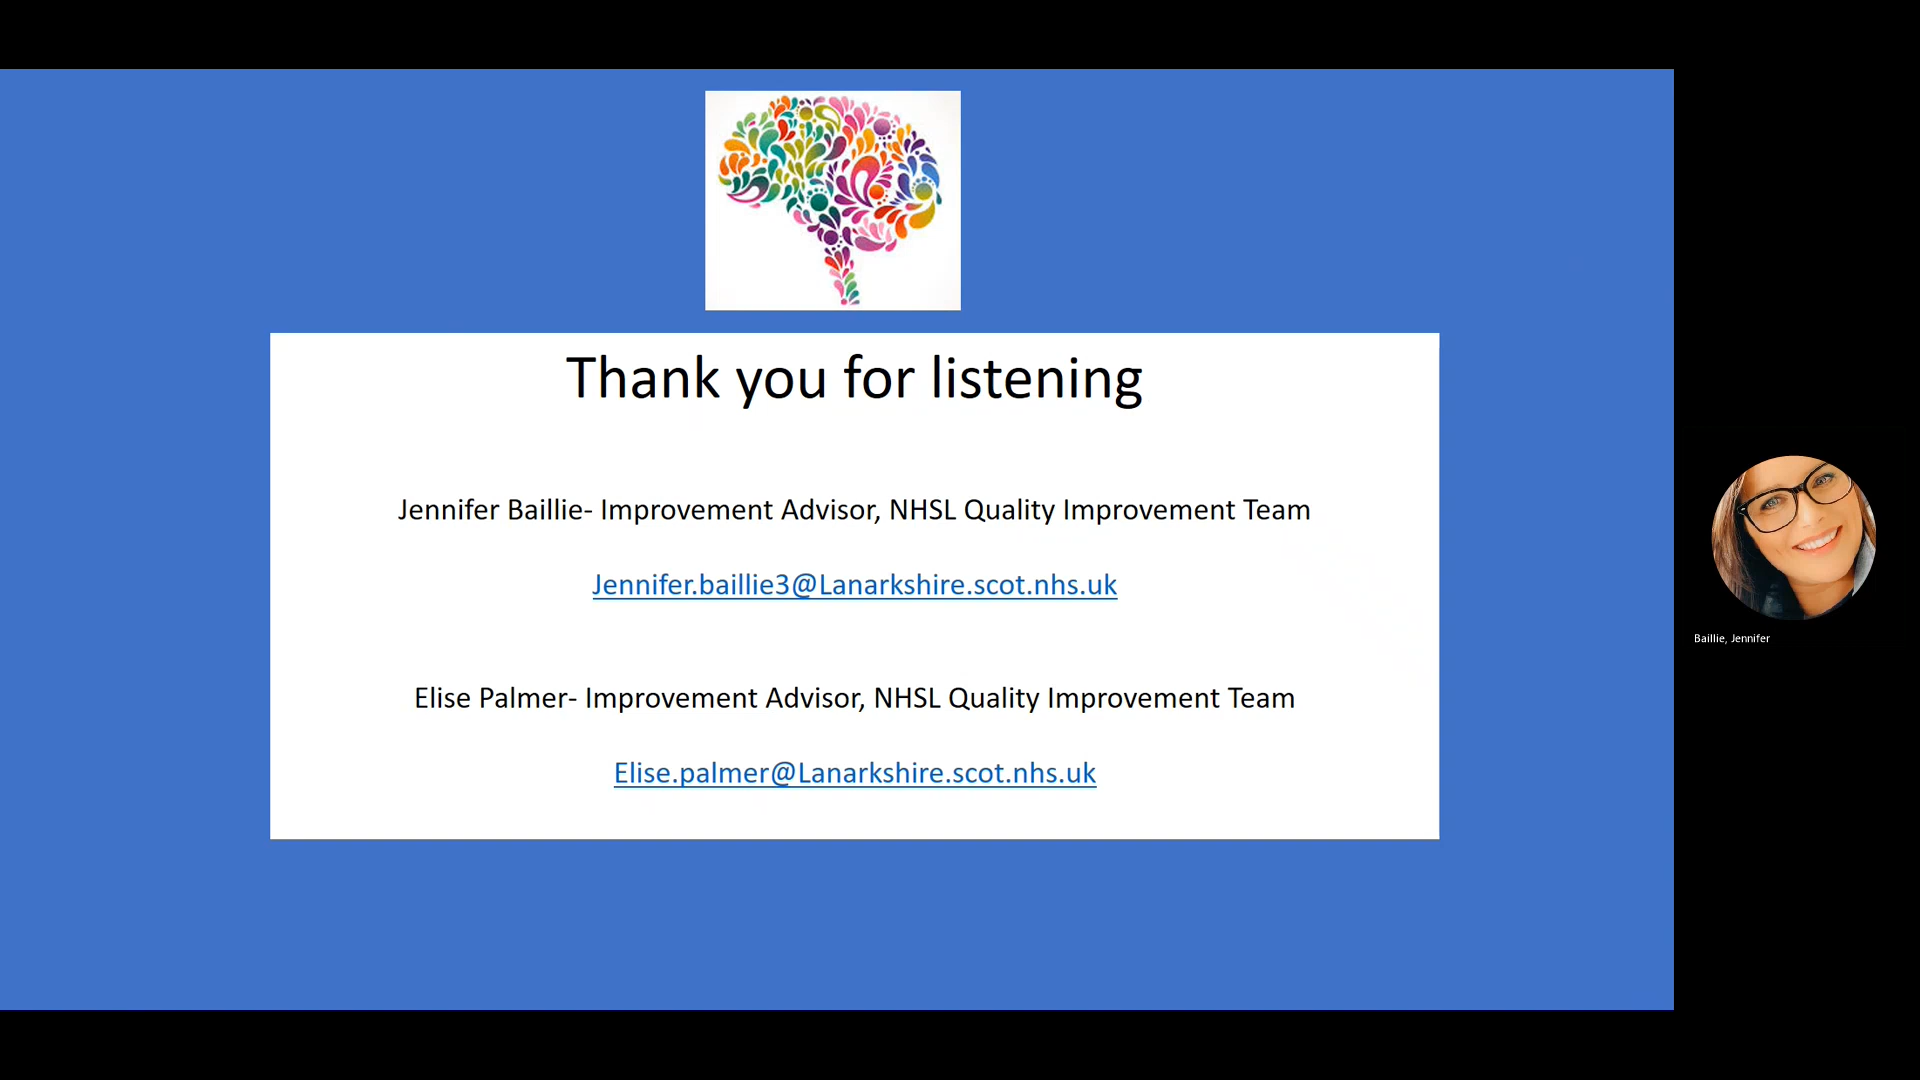 Thank you for listening
Jennifer Baillie- Improvement Advisor, NHSL Quality Improvement Team
Jennifer.baillie3@Lanarkshire.scot.nhs.uk
Elise Palmer- Improvement Advisor, NHSL Quality Improvement Team
Elise.palmer@Lanarkshire.scot.nhs.uk
Baillie, Jennifer